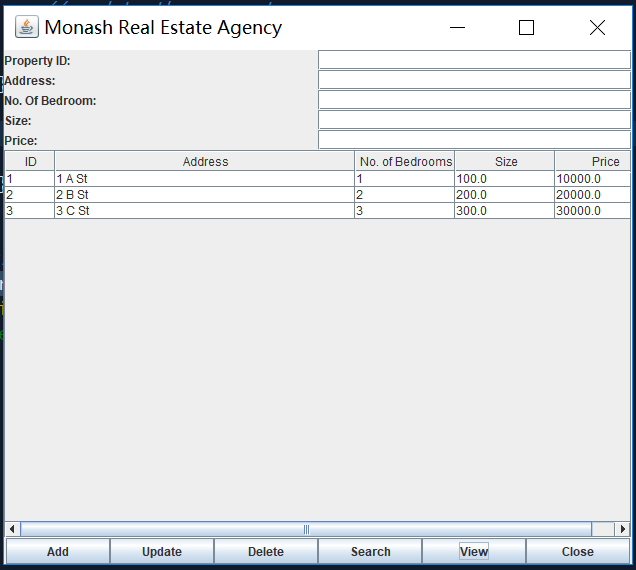 Monash Real Estate Agency
Property ID:
Address:
No. Of Bedroom:
Size:
Price:
ID Address No. of Bedrooms Size Price
1 1 A St 1 100.0 10000.0
2 2 B St 2 200.0 20000.0
3 3 C St 3 300.0 30000.0
Add Update Delete Search View Close